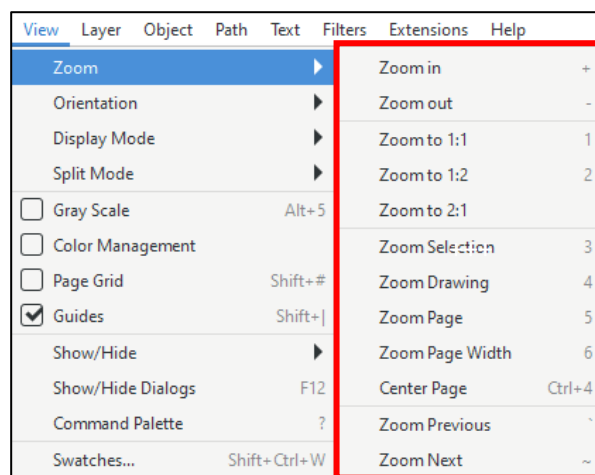 View Layer Object Path Text Filters Extensions Help
Zoom
Orientation
Display Mode
Split Mode
Gray Scale Alt+5
Color Management
Page Grid Shift+#
Guides Shift+|
Show/Hide
Show/Hide Dialogs F12
Command Palette ?
Swatches... Shift+Ctrl+W
Zoom in +
Zoom out -
Zoom to 1:1 1
Zoom to 1:2 2
Zoom to 2:1
Zoom Selection 3
Zoom Drawing 4
Zoom Page 5
Zoom Page Width 6
Center Page Ctrl+4
Zoom Previous `
Zoom Next ~